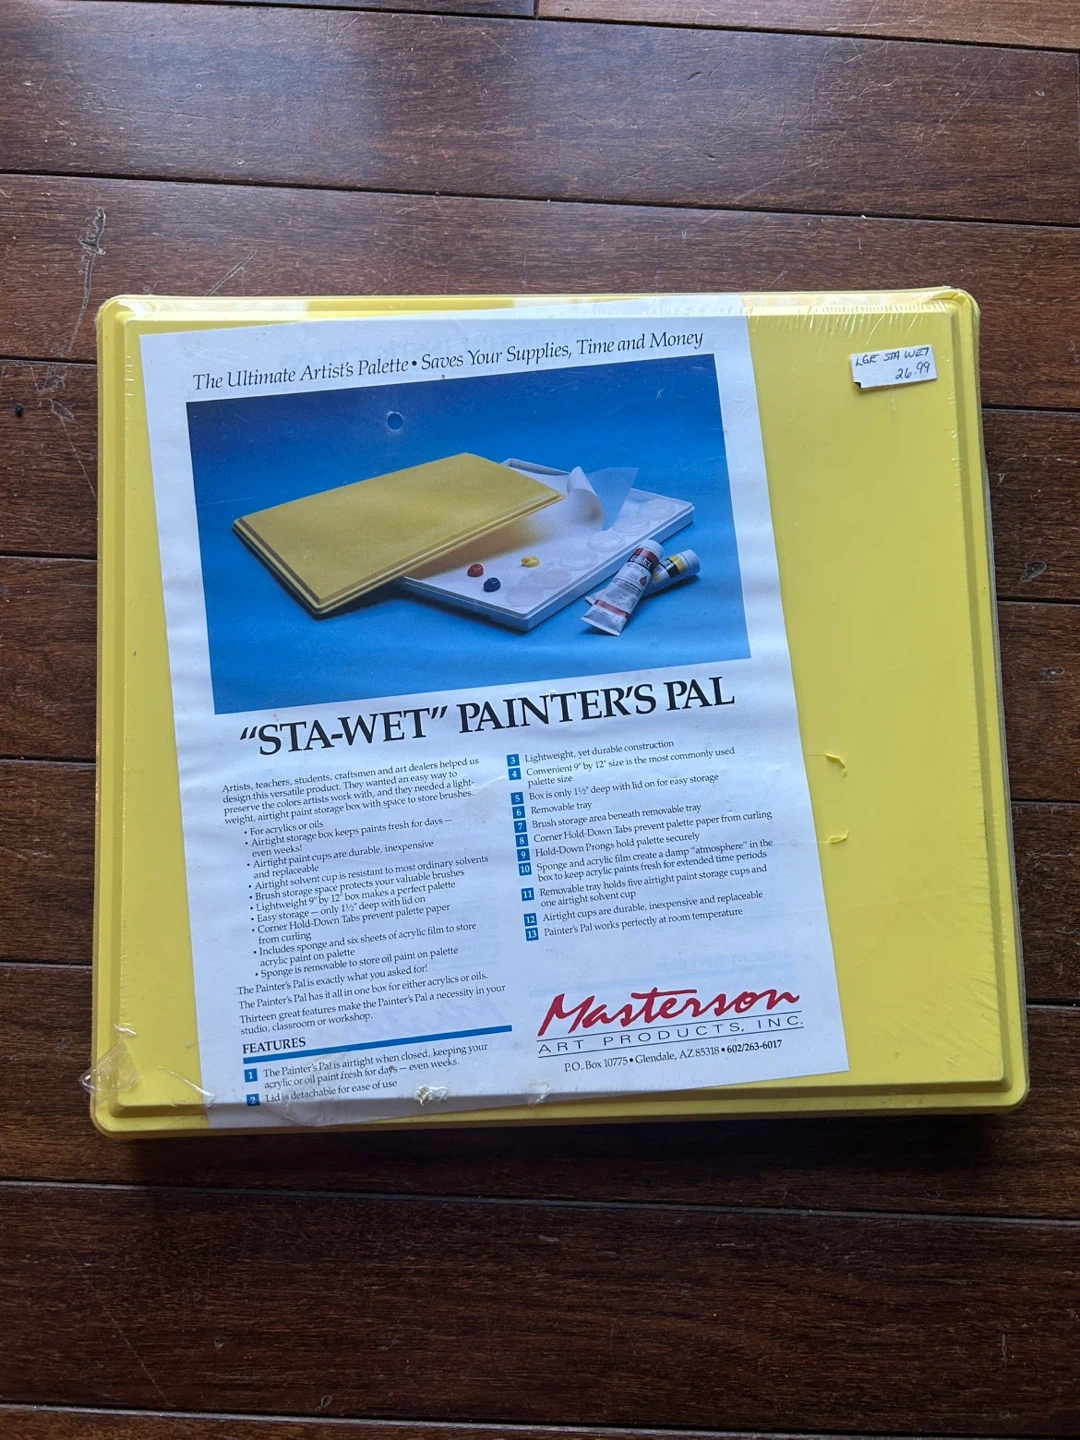 The Ultimate Artist's Palette • Saves Your Supplies, Time and Money
LGE STA WET
26.99
"STA-WET" PAINTER'S PAL
Artists, teachers, students, craftsmen and art dealers helped us
design this versatile product. They wanted an easy way to
preserve the colors artists work with, and they needed a light-
weight, airtight paint storage box with space to store brushes.
• For acrylics or oils
• Airtight storage box keeps paints fresh for days —
even weeks!
• Airtight paint cups are durable, inexpensive
and replaceable
• Airtight solvent cup is resistant to most ordinary solvents
• Brush storage space protects your valuable brushes
• Lightweight 9" by 12" box makes a perfect palette
• Easy storage — only 1½" deep with lid on
• Corner Hold-Down Tabs prevent palette paper
from curling
• Includes sponge and six sheets of acrylic film to store
acrylic paint on palette
• Sponge is removable to store oil paint on palette
The Painter's Pal is exactly what you asked for!
The Painter's Pal has it all in one box for either acrylics or oils.
Thirteen great features make the Painter's Pal a necessity in your
studio, classroom or workshop.
FEATURES
1 The Painter's Pal is airtight when closed, keeping your
acrylic or oil paint fresh for days — even weeks.
2 Lid is detachable for ease of use
3 Lightweight, yet durable construction
4 Convenient 9" by 12" size is the most commonly used
palette size
5 Box is only 1½" deep with lid on for easy storage
6 Removable tray
7 Brush storage area beneath removable tray
8 Corner Hold-Down Tabs prevent palette paper from curling
9 Hold-Down Prongs hold palette securely
10 Sponge and acrylic film create a damp "atmosphere" in the
box to keep acrylic paints fresh for extended time periods
11 Removable tray holds five airtight paint storage cups and
one airtight solvent cup
12 Airtight cups are durable, inexpensive and replaceable
13 Painter's Pal works perfectly at room temperature
Masterson
ART PRODUCTS, INC.
P.O. Box 10775 • Glendale, AZ 85318 • 602/263-6017